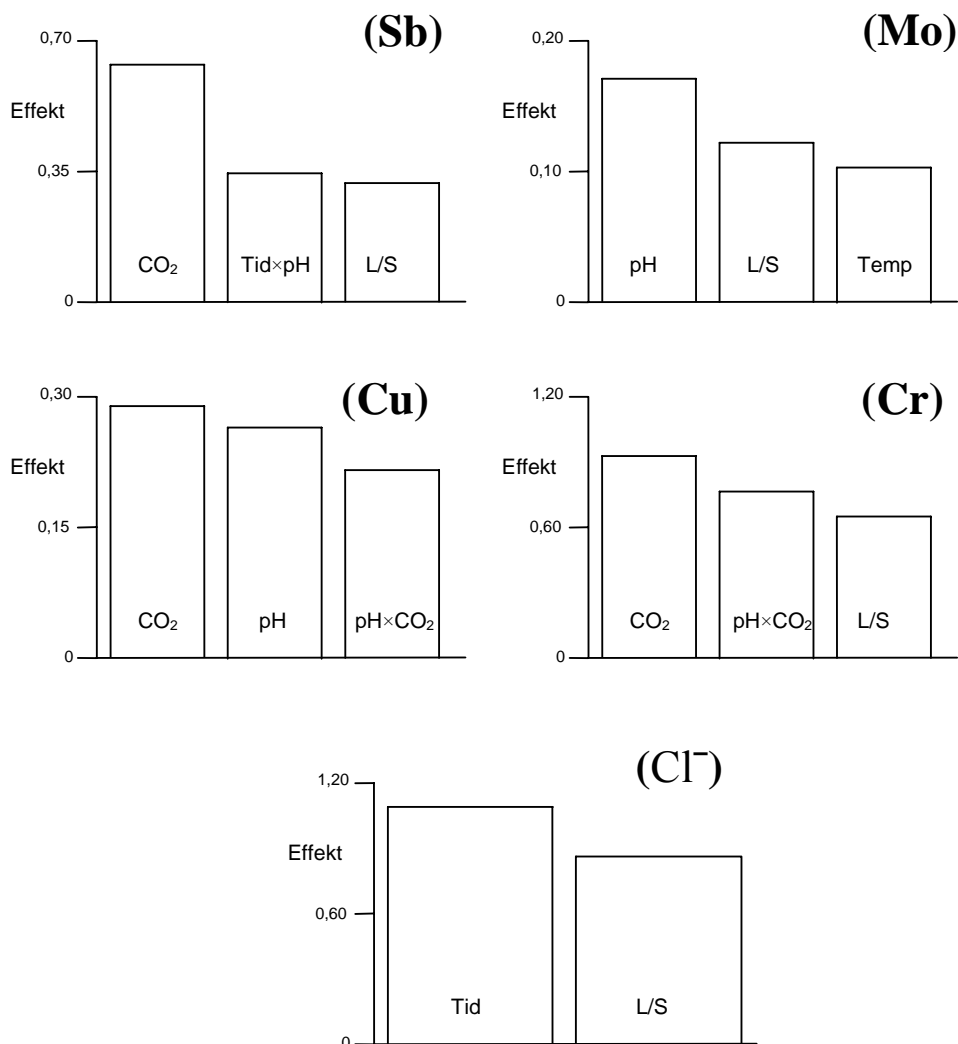 (Sb)
0,70
Effekt
0,35
0
CO₂
Tid×pH
L/S
(Mo)
0,20
Effekt
0,10
0
pH
L/S
Temp
(Cu)
0,30
Effekt
0,15
0
CO₂
pH
pH×CO₂
(Cr)
1,20
Effekt
0,60
0
CO₂
pH×CO₂
L/S
(Cl⁻)
1,20
Effekt
0,60
0
Tid
L/S